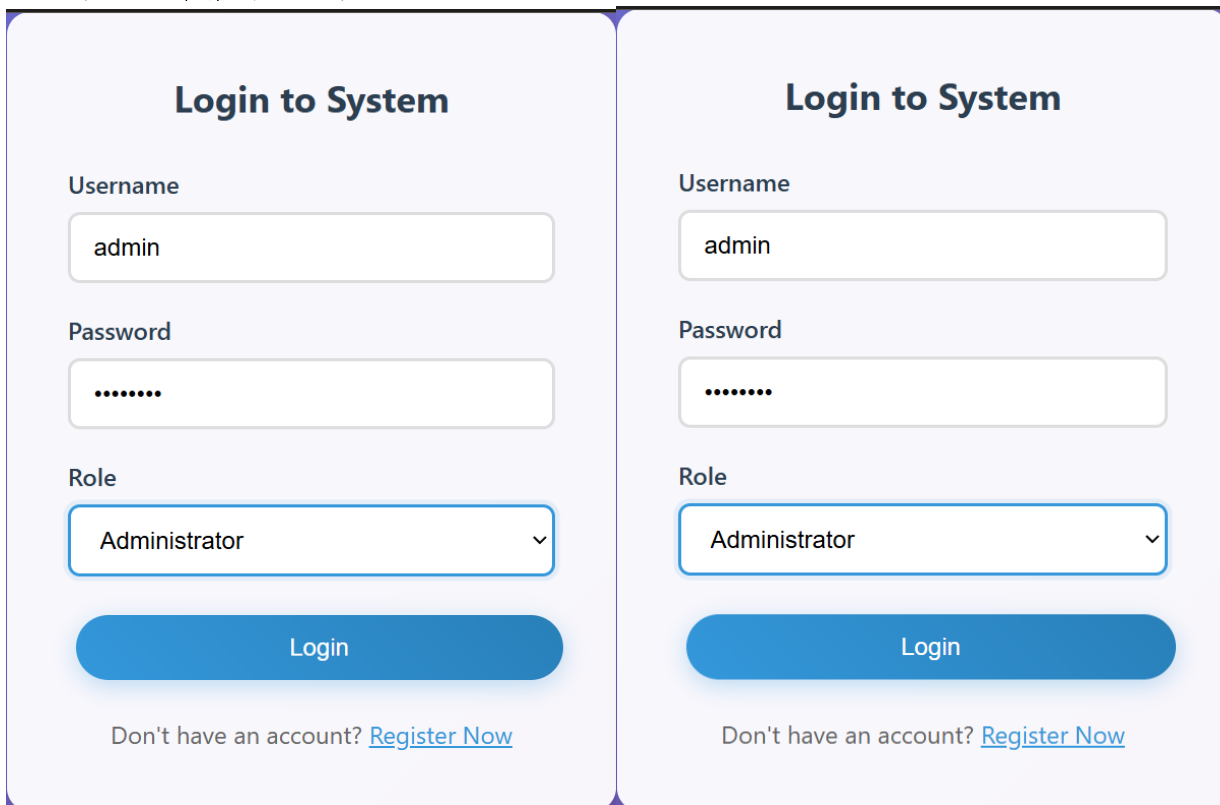 Login to System
Username
admin
Password
••••••••
Role
Administrator
Login
Don't have an account? Register Now
Login to System
Username
admin
Password
••••••••
Role
Administrator
Login
Don't have an account? Register Now